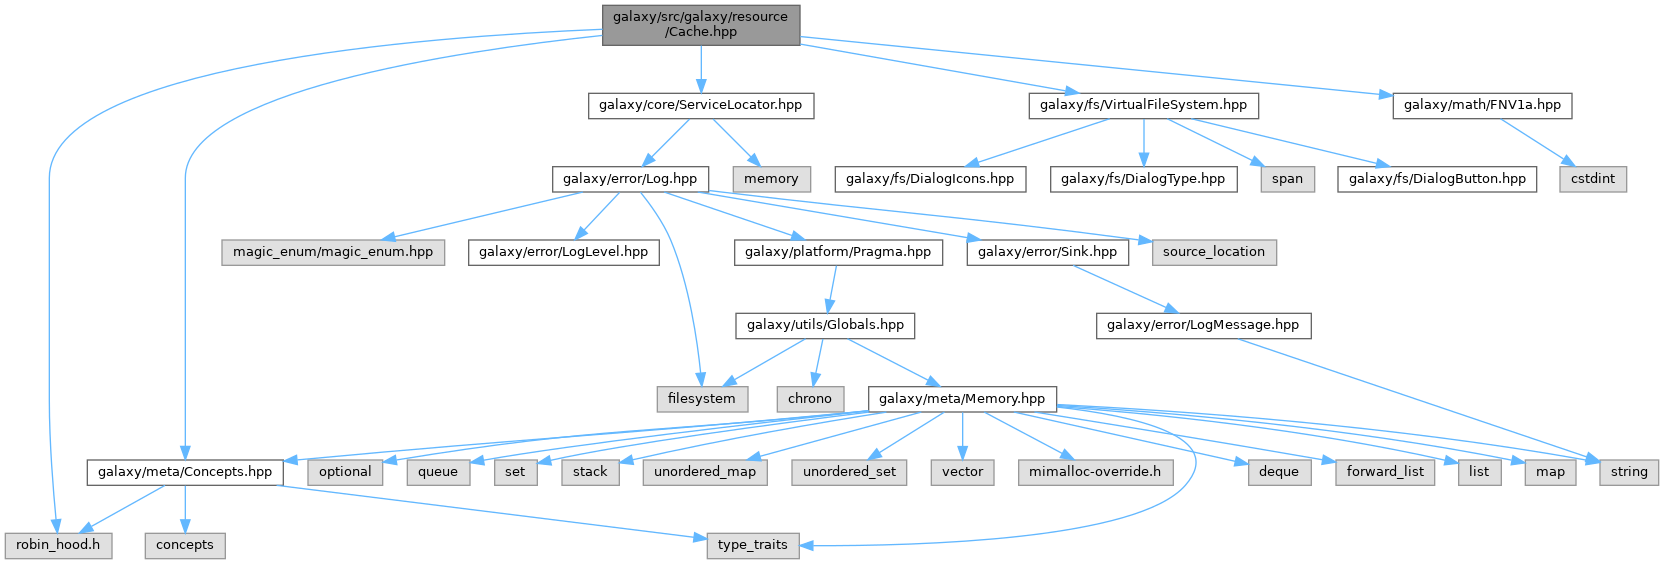 galaxy/src/galaxy/resource
/Cache.hpp
galaxy/core/ServiceLocator.hpp
galaxy/fs/VirtualFileSystem.hpp
galaxy/math/FNV1a.hpp
galaxy/error/Log.hpp
memory
galaxy/fs/DialogIcons.hpp
galaxy/fs/DialogType.hpp
span
galaxy/fs/DialogButton.hpp
cstdint
magic_enum/magic_enum.hpp
galaxy/error/LogLevel.hpp
galaxy/platform/Pragma.hpp
galaxy/error/Sink.hpp
source_location
galaxy/utils/Globals.hpp
galaxy/error/LogMessage.hpp
filesystem
chrono
galaxy/meta/Memory.hpp
galaxy/meta/Concepts.hpp
optional
queue
set
stack
unordered_map
unordered_set
vector
mimalloc-override.h
deque
forward_list
list
map
string
robin_hood.h
concepts
type_traits